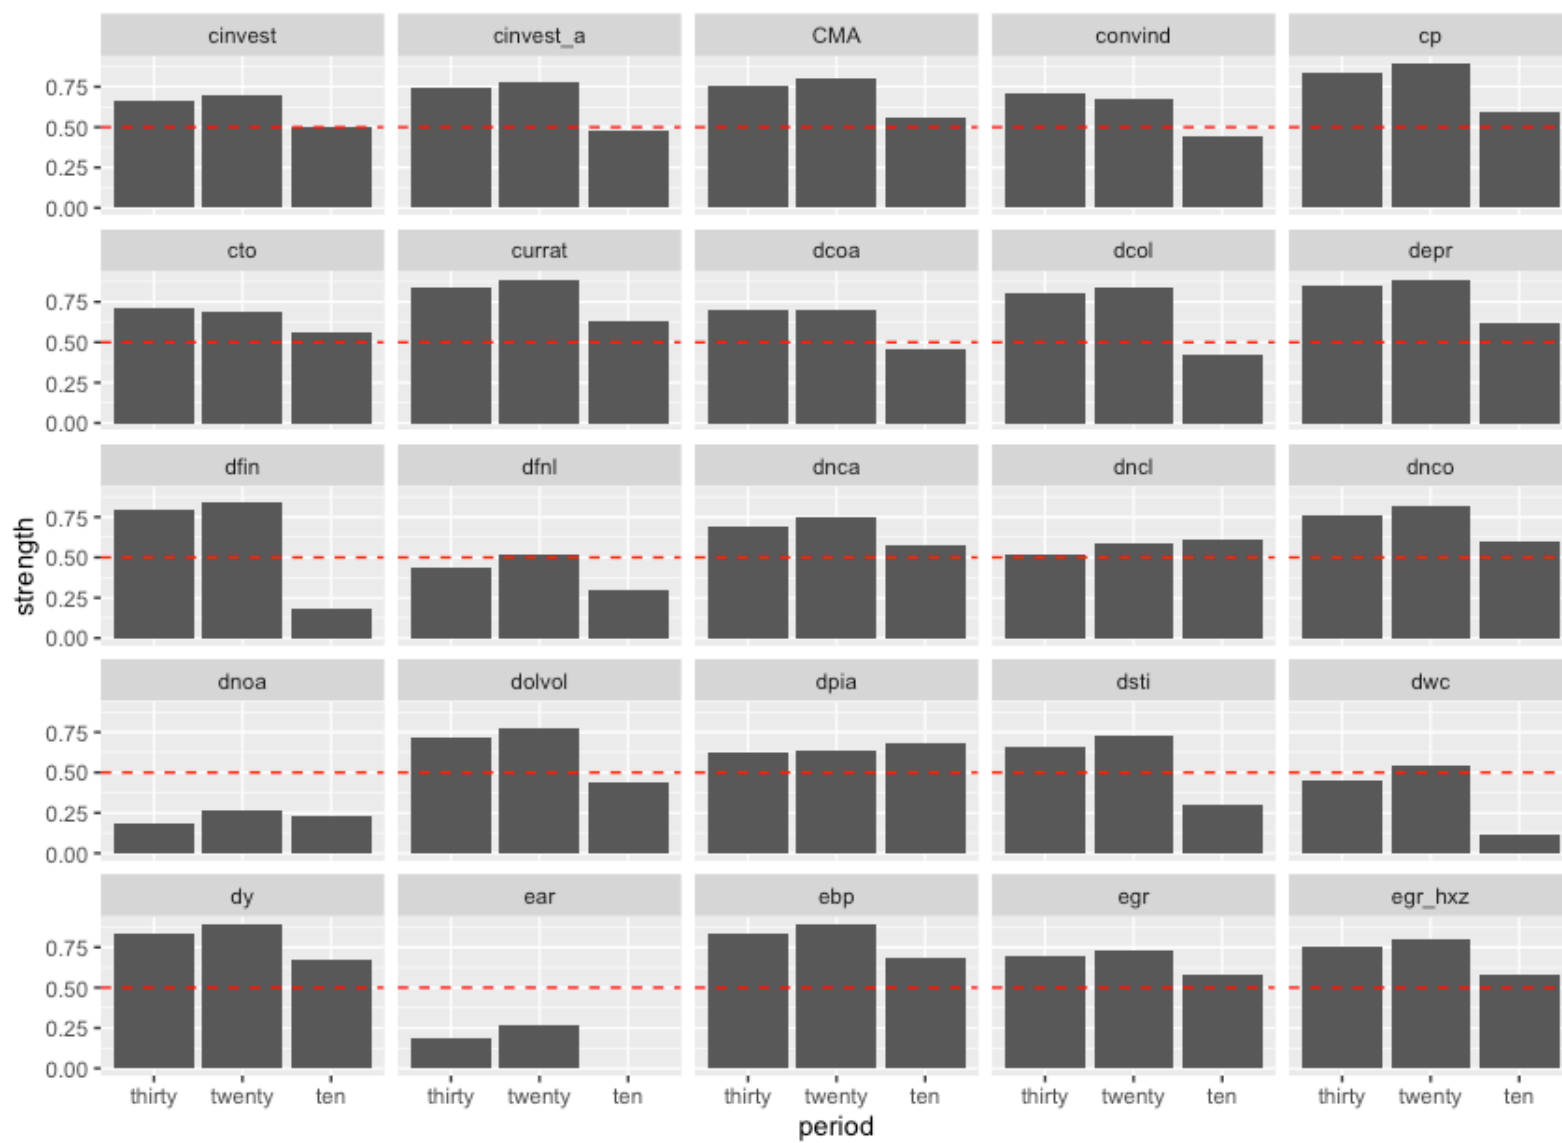 cinvest cinvest_a CMA convind cp
0.75
0.50
0.25
0.00
cto currat dcoa dcol depr
0.75
0.50
0.25
0.00
dfin dfnl dnca dncl dnco
0.75
0.50
0.25
0.00
strength
dnoa dolvol dpia dsti dwc
0.75
0.50
0.25
0.00
dy ear ebp egr egr_hxz
0.75
0.50
0.25
0.00
thirty twenty ten thirty twenty ten thirty twenty ten thirty twenty ten thirty twenty ten
period